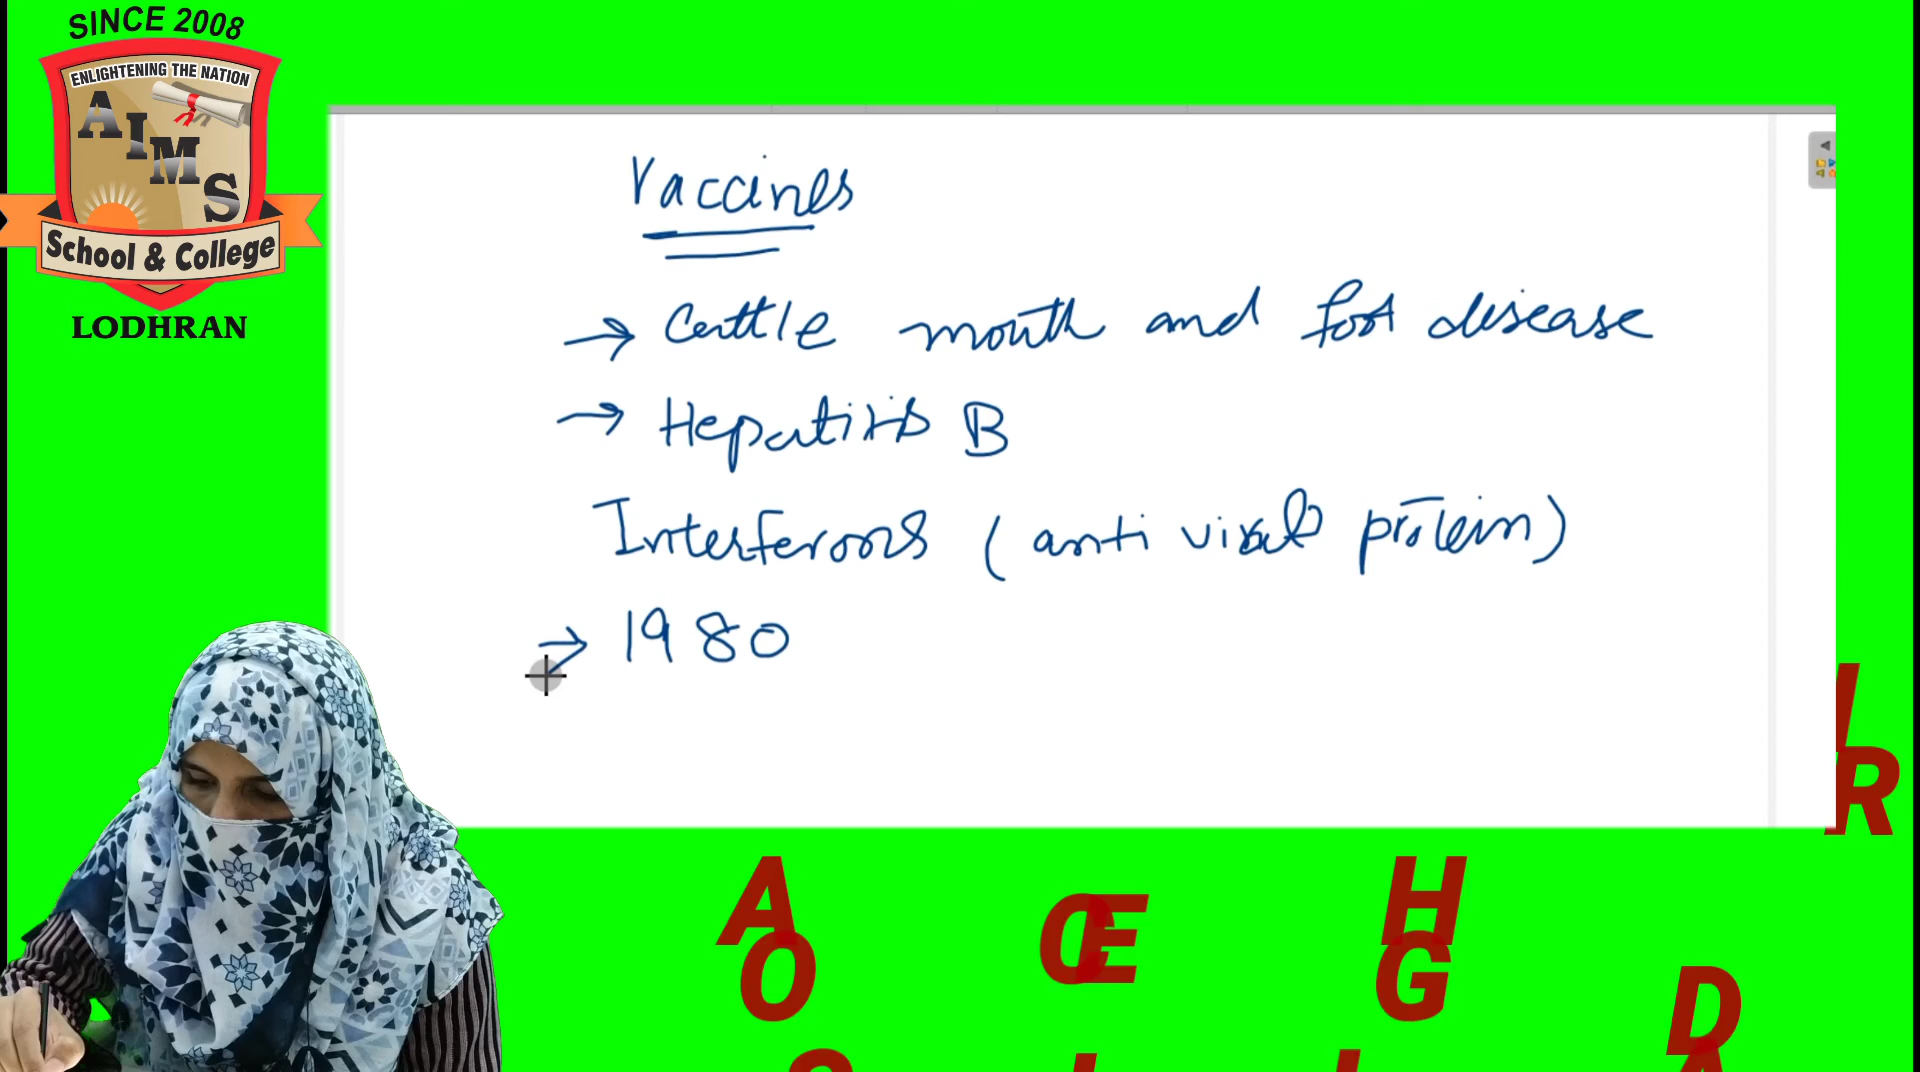 SINCE 2008
ENLIGHTENING THE NATION
AIMS
School & College
LODHRAN
Vaccines
→ Cattle mouth and foot disease
→ Hepatitis B
Interferons (anti viral protein)
→ 1980
I
R
A
O
C
E
H
G
D